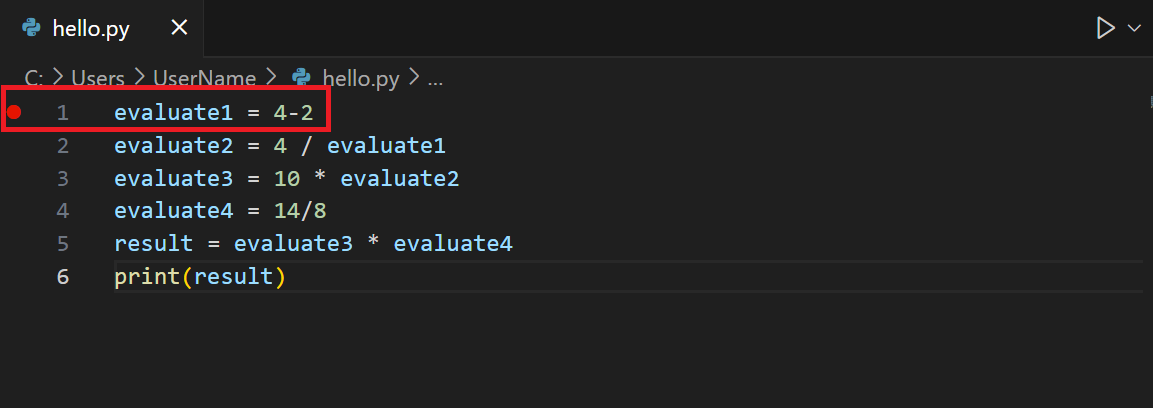 hello.py
C: > Users > UserName > hello.py > ...
1 evaluate1 = 4-2
2 evaluate2 = 4 / evaluate1
3 evaluate3 = 10 * evaluate2
4 evaluate4 = 14/8
5 result = evaluate3 * evaluate4
6 print(result)